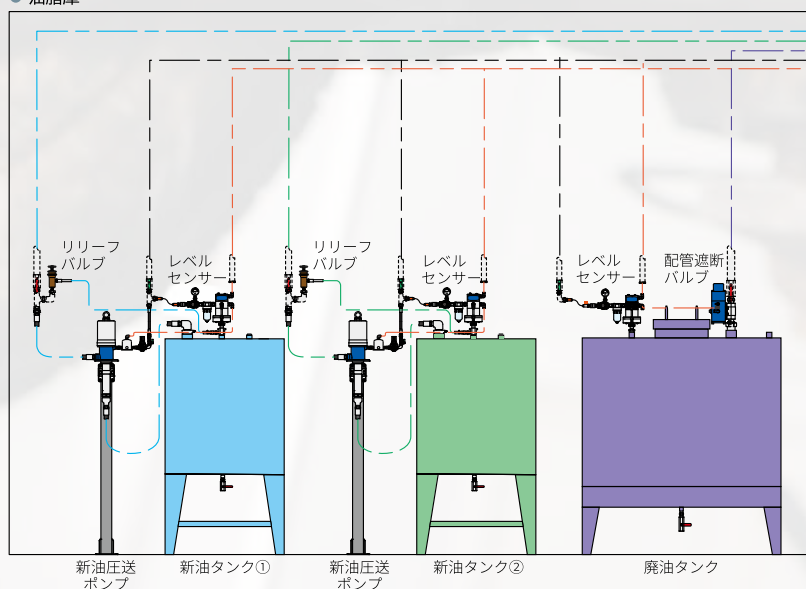 油脂庫
リリーフ
バルブ
レベル
センサー
リリーフ
バルブ
レベル
センサー
レベル
センサー
配管遮断
バルブ
新油圧送
ポンプ
新油タンク①
新油圧送
ポンプ
新油タンク②
廃油タンク